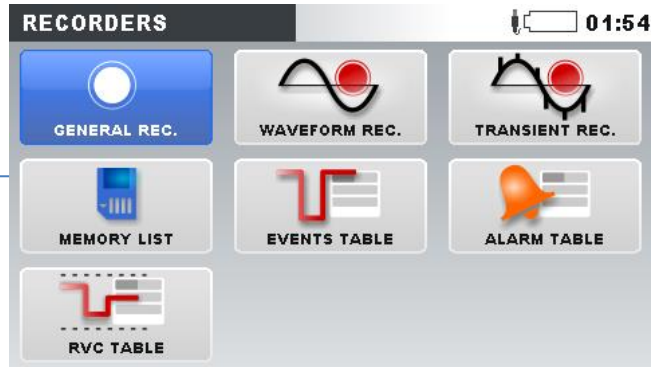 RECORDERS
01:54
GENERAL REC.
WAVEFORM REC.
TRANSIENT REC.
MEMORY LIST
EVENTS TABLE
ALARM TABLE
RVC TABLE